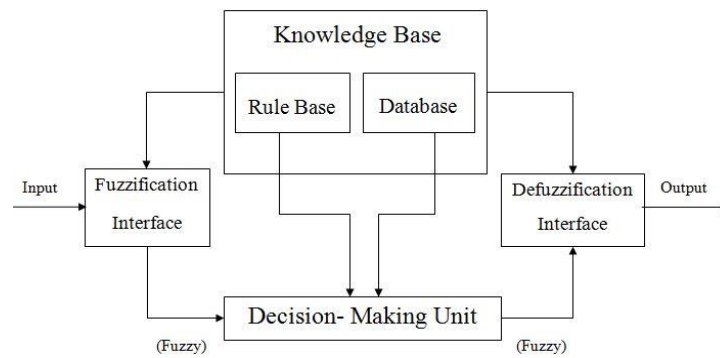 Knowledge Base
Rule Base
Database
Input
Fuzzification
Interface
Defuzzification
Interface
Output
Decision- Making Unit
(Fuzzy)
(Fuzzy)